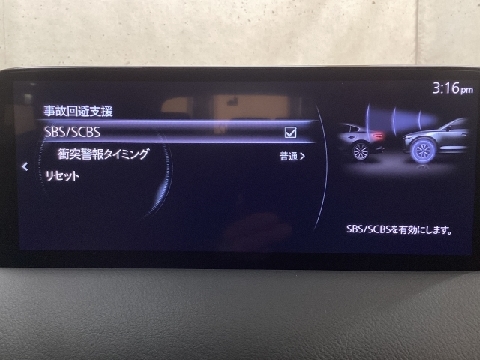 3:16pm
事故回避支援
SBS/SCBS
衝突警報タイミング 普通
リセット
SBS/SCBSを有効にします。